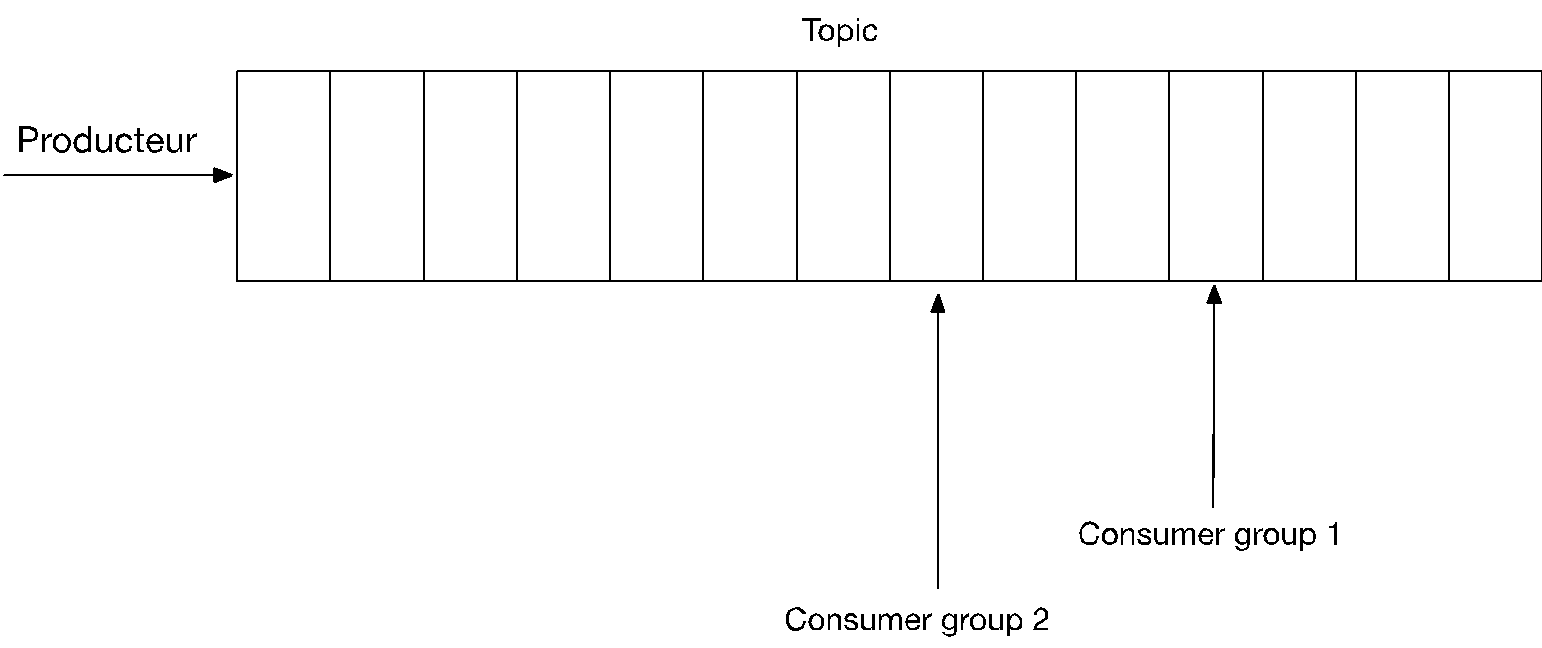 Topic
Producteur
Consumer group 1
Consumer group 2